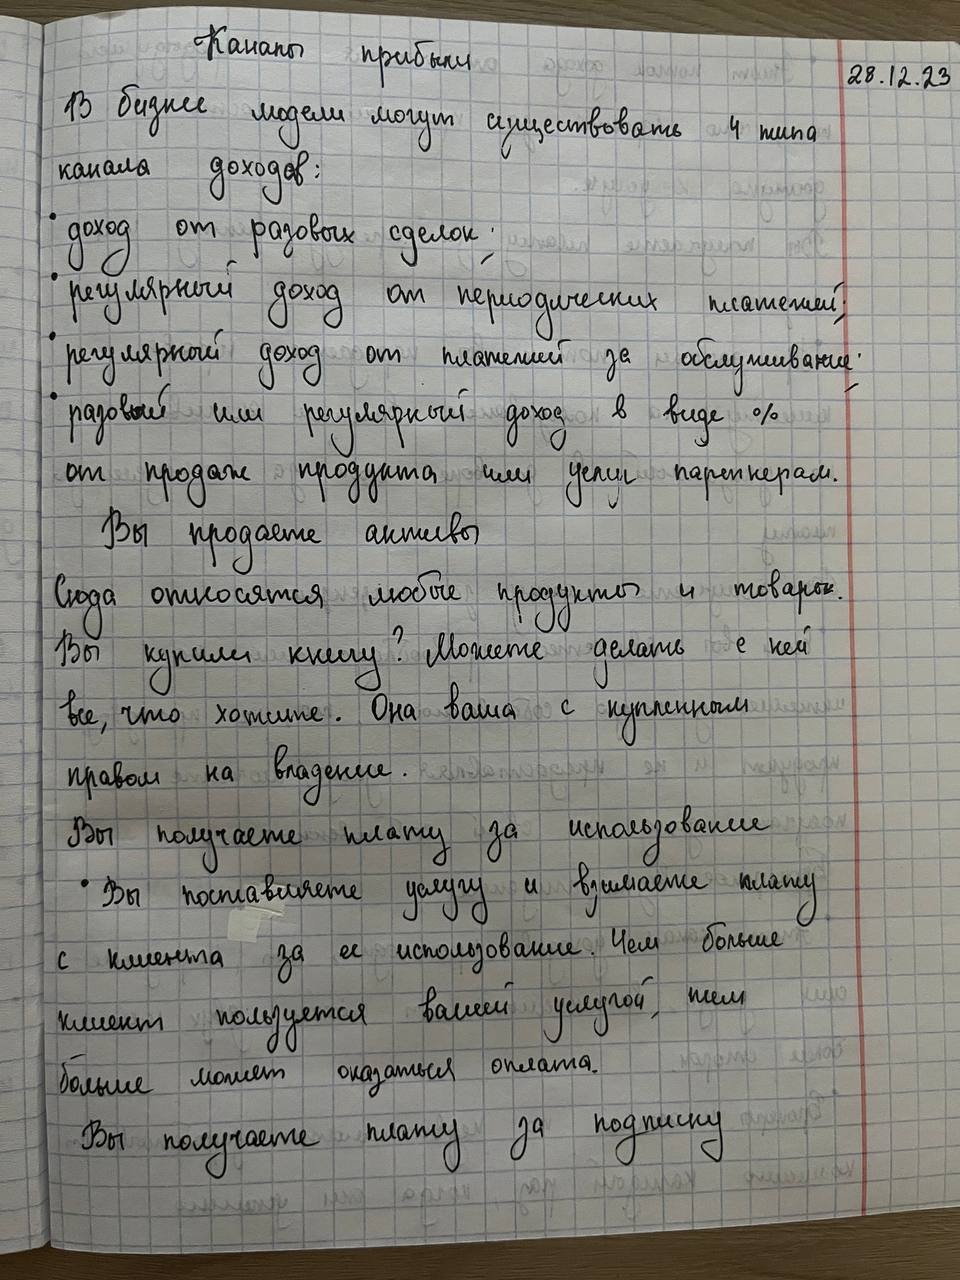 Каналы прибыли
28.12.23
В бизнес модели могут существовать 4 типа
канала доходов:
• доход от разовых сделок;
• регулярный доход от периодических платежей;
• регулярный доход от платежей за обслуживание;
• разовый или регулярный доход в виде %
от продаж продукта или услуг партнерам.
Вы продаете активы
Сюда относятся любые продукты и товары.
Вы купили книгу? Можете делать с ней
все, что хотите. Она ваша с купленным
правом на владение.
Вы получаете плату за использование
• Вы поставляете услугу и взимаете плату
с клиента за ее использование. Чем больше
клиент пользуется вашей услугой, тем
больше может оказаться оплата.
Вы получаете плату за подписку